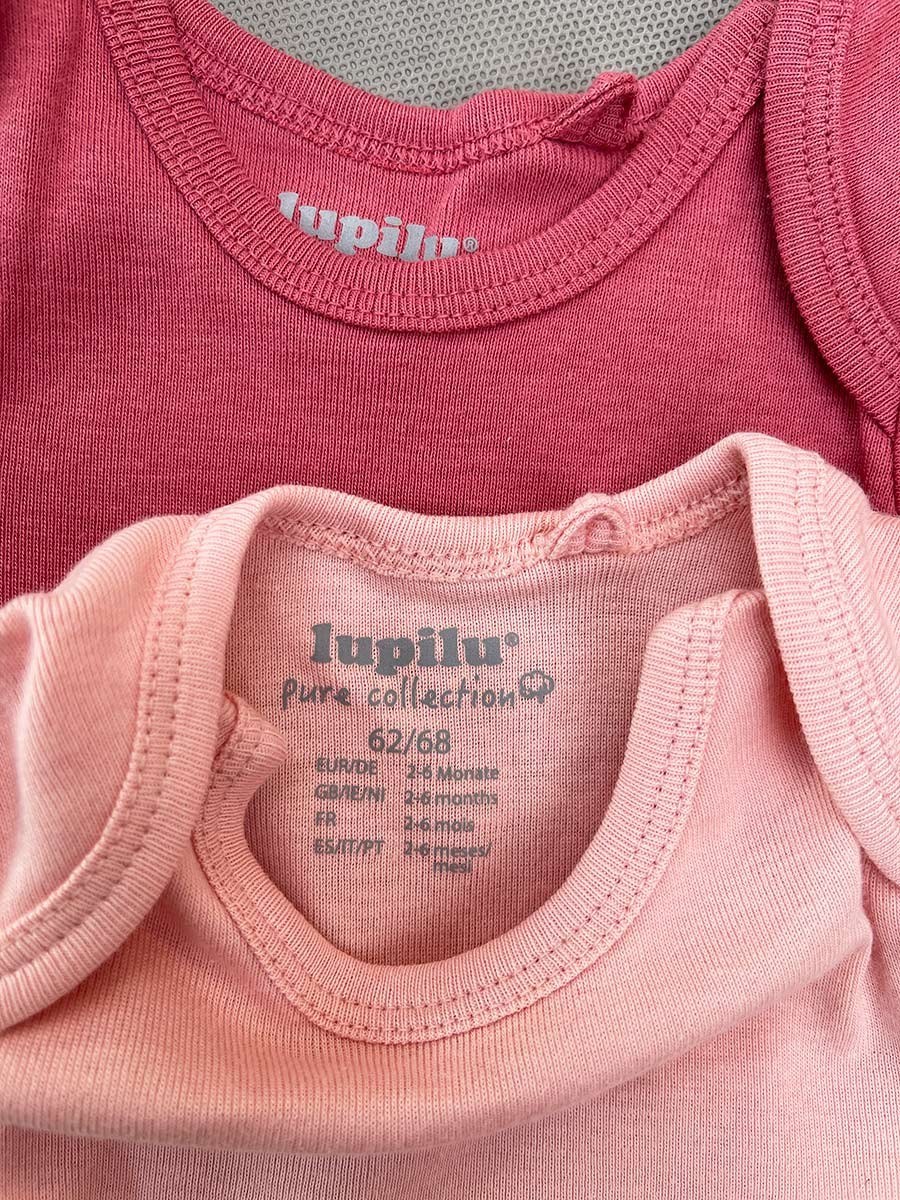 lupilu®
lupilu®
pure collection
62/68
EUR/DE 2-6 Monate
GB/IE/NI 2-6 months
FR 2-6 mois
ES/IT/PT 2-6 meses/
mesi